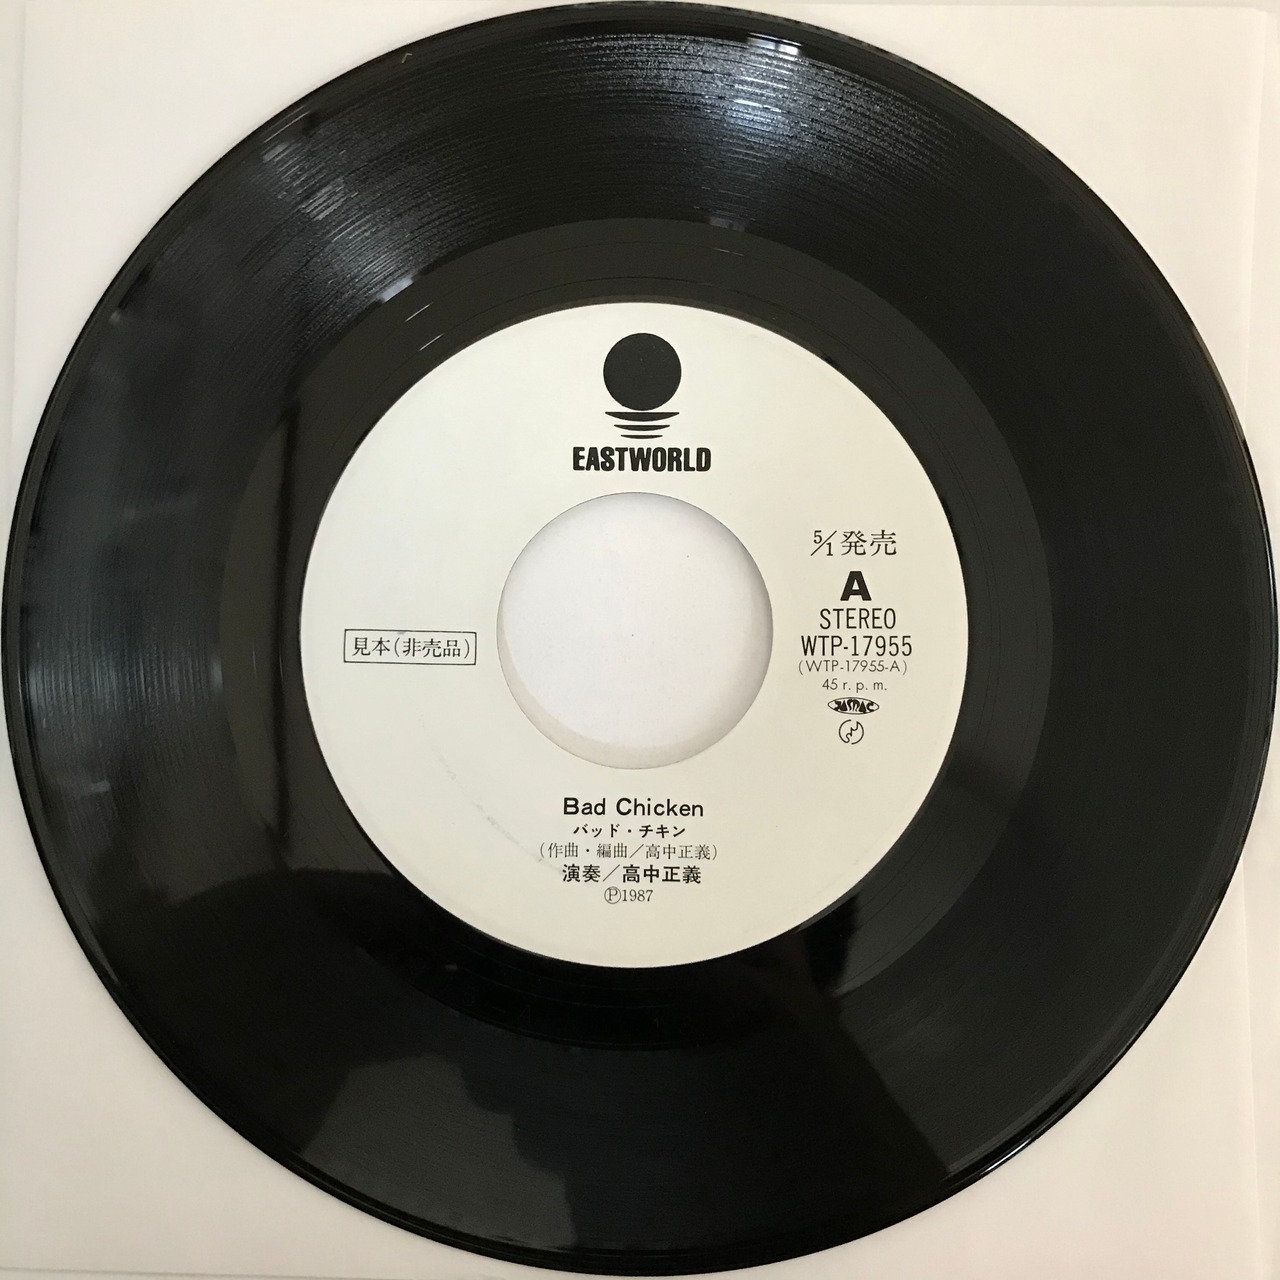 EASTWORLD
5/1発売
A
STEREO
WTP-17955
(WTP-17955-A)
45 r. p. m.
JASRAC
見本(非売品)
Bad Chicken
バッド・チキン
(作曲・編曲／高中正義)
演奏／高中正義
Ⓟ1987